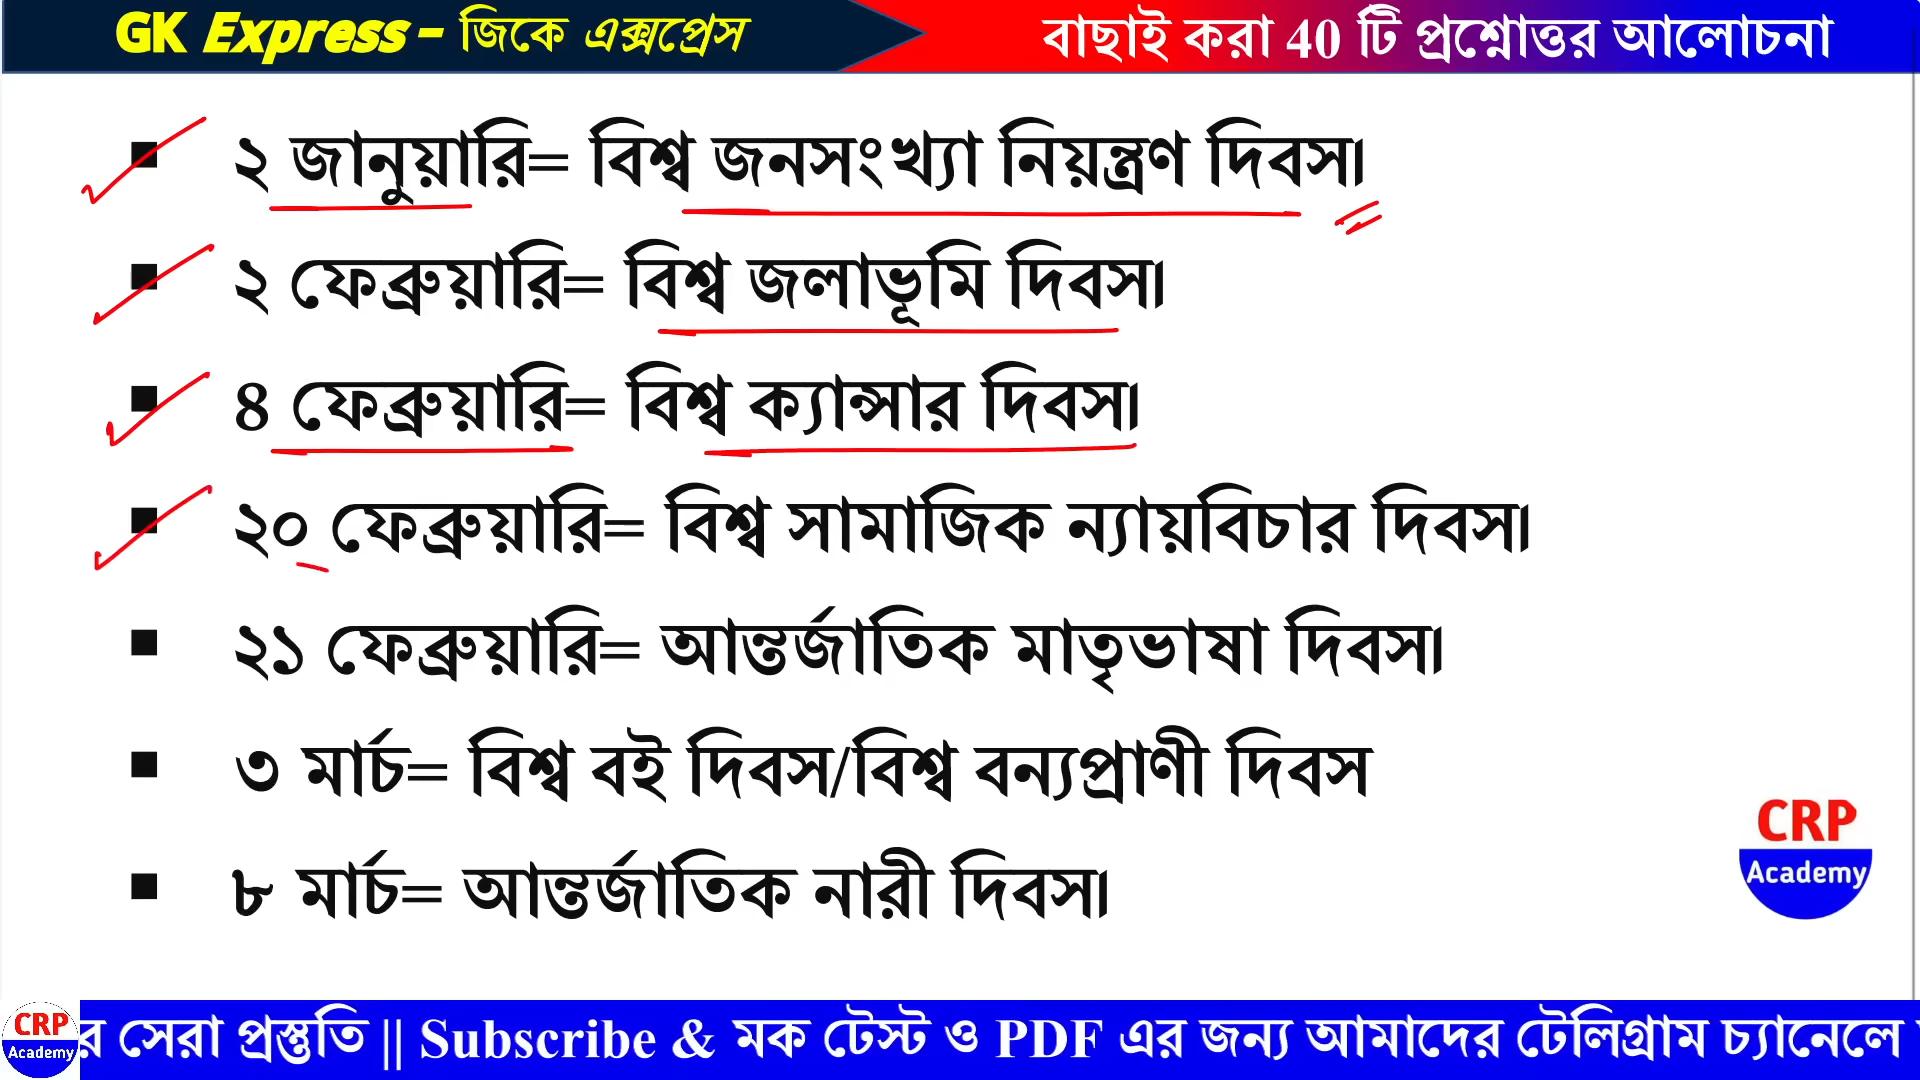 GK Express – জিকে এক্সপ্রেস
বাছাই করা 40 টি প্রশ্নোত্তর আলোচনা
■ ২ জানুয়ারি= বিশ্ব জনসংখ্যা নিয়ন্ত্রণ দিবস।
■ ২ ফেব্রুয়ারি= বিশ্ব জলাভূমি দিবস।
■ 8 ফেব্রুয়ারি= বিশ্ব ক্যান্সার দিবস।
■ ২০ ফেব্রুয়ারি= বিশ্ব সামাজিক ন্যায়বিচার দিবস।
■ ২১ ফেব্রুয়ারি= আন্তর্জাতিক মাতৃভাষা দিবস।
■ ৩ মার্চ= বিশ্ব বই দিবস/বিশ্ব বন্যপ্রাণী দিবস
■ ৮ মার্চ= আন্তর্জাতিক নারী দিবস।
CRP
Academy
CRP
Academy
র সেরা প্রস্তুতি || Subscribe & মক টেস্ট ও PDF এর জন্য আমাদের টেলিগ্রাম চ্যানেলে